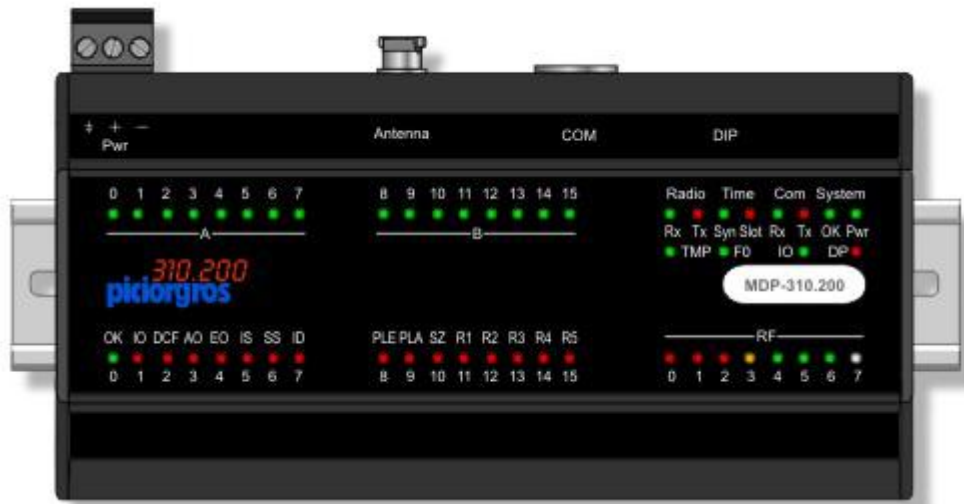 ‡ + −
Pwr
Antenna
COM
DIP
0 1 2 3 4 5 6 7
8 9 10 11 12 13 14 15
Radio Time Com System
A
B
Rx Tx Syn Slot Rx Tx OK Pwr
TMP F0 IO DP
310.200
piciorgros
MDP-310.200
OK IO DCF AO EO IS SS ID
PLE PLA SZ R1 R2 R3 R4 R5
RF
0 1 2 3 4 5 6 7
8 9 10 11 12 13 14 15
0 1 2 3 4 5 6 7